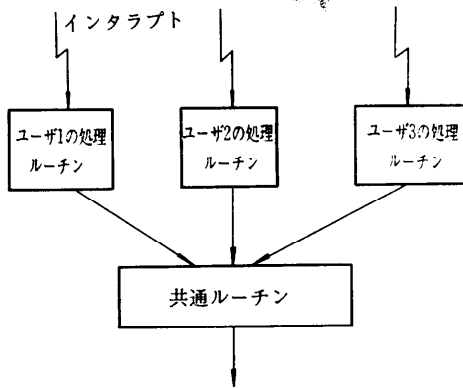 インタラプト
ユーザ1の処理
ルーチン
ユーザ2の処理
ルーチン
ユーザ3の処理
ルーチン
共通ルーチン